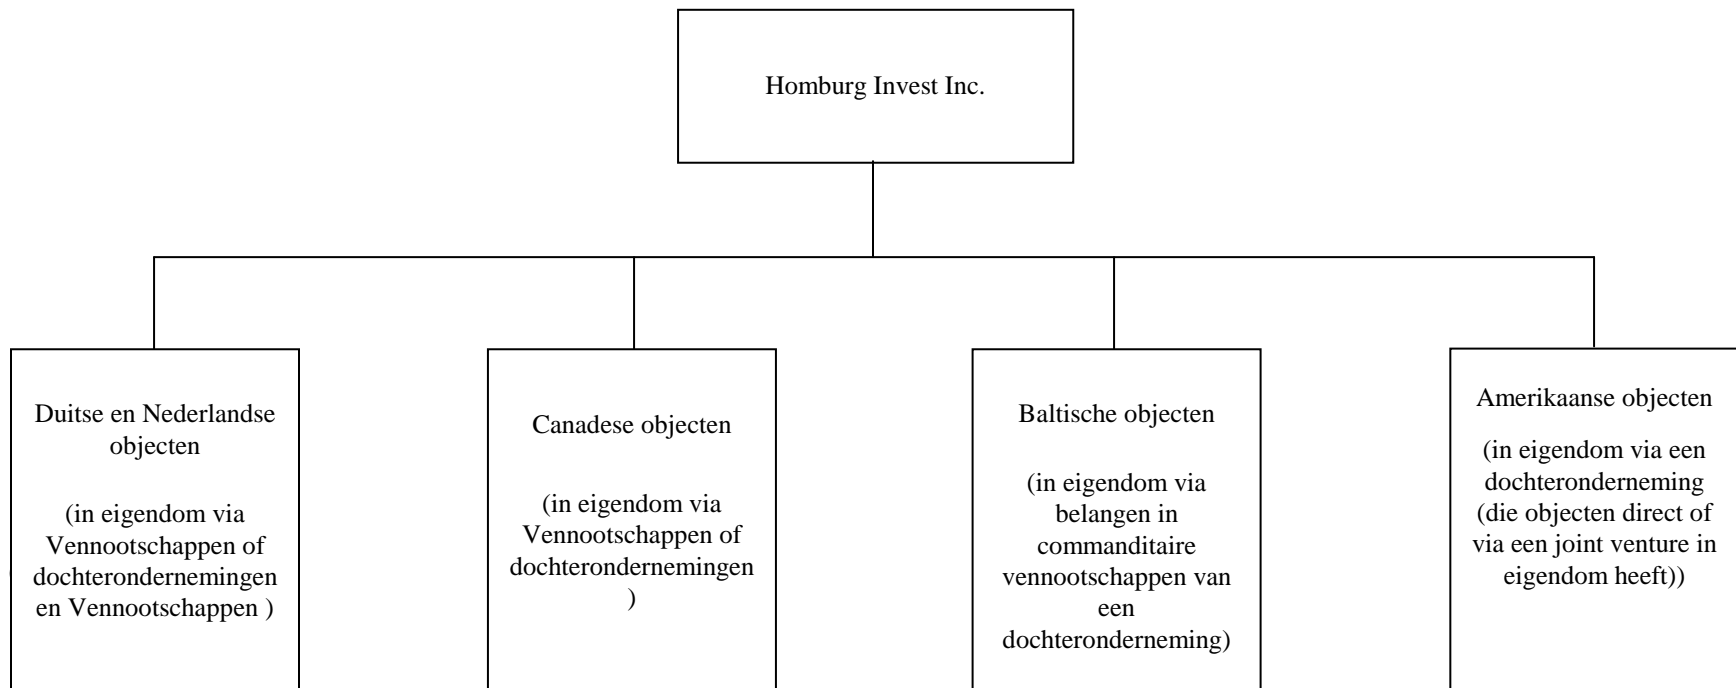 Homburg Invest Inc.
Duitse en Nederlandse
objecten
(in eigendom via
Vennootschappen of
dochterondernemingen
en Vennootschappen )
Canadese objecten
(in eigendom via
Vennootschappen of
dochterondernemingen
)
Baltische objecten
(in eigendom via
belangen in
commanditaire
vennootschappen van
een
dochteronderneming)
Amerikaanse objecten
(in eigendom via een
dochteronderneming
(die objecten direct of
via een joint venture in
eigendom heeft))